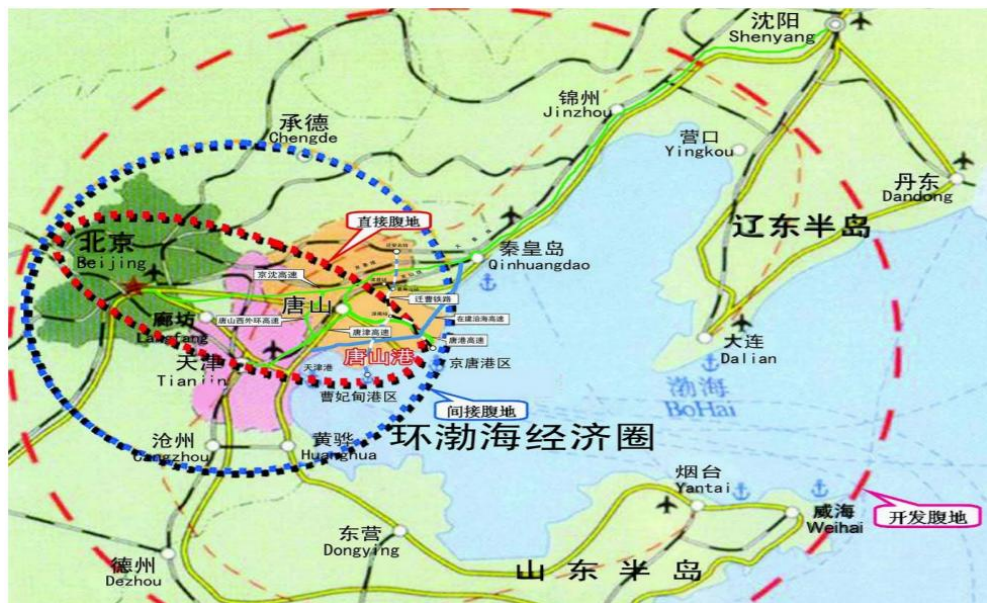 沈阳
Shenyang
锦州
Jinzhou
承德
Chengde
营口
Yingkou
丹东
Dandong
直接腹地
辽东半岛
北京
Beijing
秦皇岛
Qinhuangdao
京沈高速
唐山
迁曹铁路
廊坊
Langfang
唐山西外环高速
在建沿海高速
唐津高速
唐港高速
大连
Dalian
天津
Tianjin
天津港
唐山港
京唐港区
曹妃甸港区
渤海
BoHai
间接腹地
沧州
Cangzhou
黄骅
Huanghua
环渤海经济圈
烟台
Yantai
威海
Weihai
开发腹地
东营
Dongying
德州
Dezhou
山东半岛